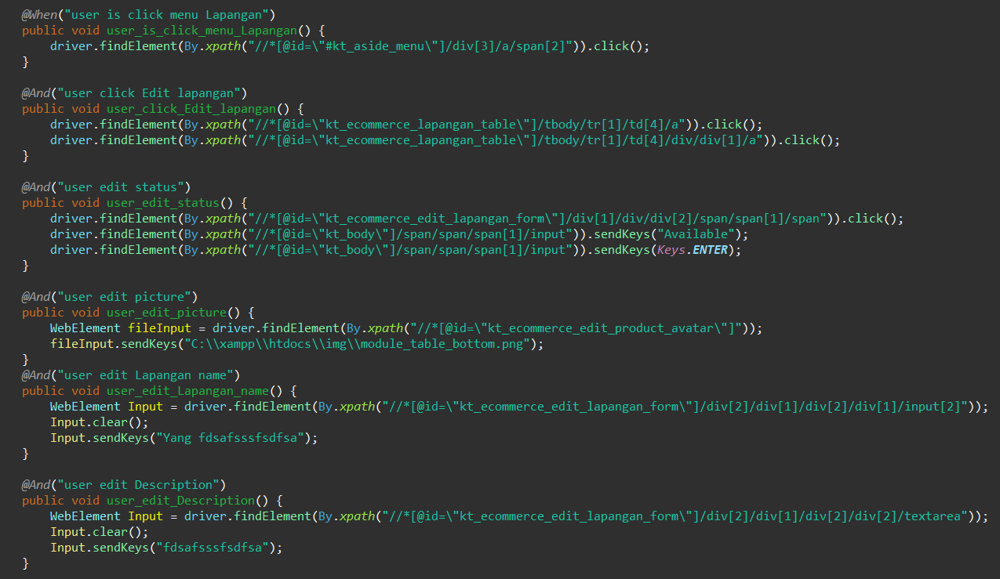 @When("user is click menu Lapangan")
public void user_is_click_menu_Lapangan() {
driver.findElement(By.xpath("//*[@id=\"#kt_aside_menu\"]/div[3]/a/span[2]")).click();
}
@And("user click Edit lapangan")
public void user_click_Edit_lapangan() {
driver.findElement(By.xpath("//*[@id=\"kt_ecommerce_lapangan_table\"]/tbody/tr[1]/td[4]/a")).click();
driver.findElement(By.xpath("//*[@id=\"kt_ecommerce_lapangan_table\"]/tbody/tr[1]/td[4]/div/div[1]/a")).click();
}
@And("user edit status")
public void user_edit_status() {
driver.findElement(By.xpath("//*[@id=\"kt_ecommerce_edit_lapangan_form\"]/div[1]/div/div[2]/span/span[1]/span")).click();
driver.findElement(By.xpath("//*[@id=\"kt_body\"]/span/span/span[1]/input")).sendKeys("Available");
driver.findElement(By.xpath("//*[@id=\"kt_body\"]/span/span/span[1]/input")).sendKeys(Keys.ENTER);
}
@And("user edit picture")
public void user_edit_picture() {
WebElement fileInput = driver.findElement(By.xpath("//*[@id=\"kt_ecommerce_edit_product_avatar\"]"));
fileInput.sendKeys("C:\\xampp\\htdocs\\img\\module_table_bottom.png");
}
@And("user edit Lapangan name")
public void user_edit_Lapangan_name() {
WebElement Input = driver.findElement(By.xpath("//*[@id=\"kt_ecommerce_edit_lapangan_form\"]/div[2]/div[1]/div[2]/div[1]/input[2]"));
Input.clear();
Input.sendKeys("Yang fdsafsssfsdfsa");
}
@And("user edit Description")
public void user_edit_Description() {
WebElement Input = driver.findElement(By.xpath("//*[@id=\"kt_ecommerce_edit_lapangan_form\"]/div[2]/div[1]/div[2]/div[2]/textarea"));
Input.clear();
Input.sendKeys("fdsafsssfsdfsa");
}